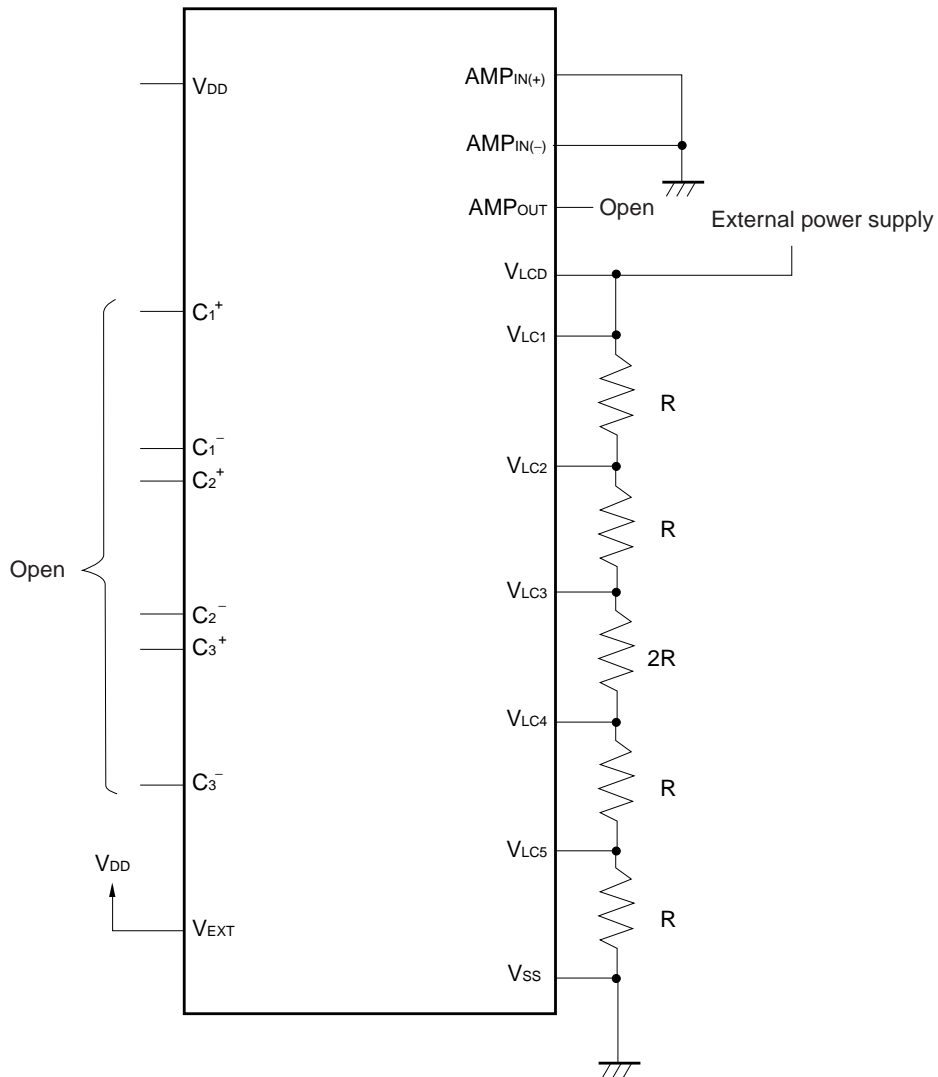 VDD
AMPIN(+)
AMPIN(−)
AMPOUT
Open
External power supply
VLCD
C1+
VLC1
R
C1−
VLC2
C2+
R
Open
VLC3
C2−
C3+
2R
VLC4
C3−
R
VLC5
VDD
R
VEXT
VSS